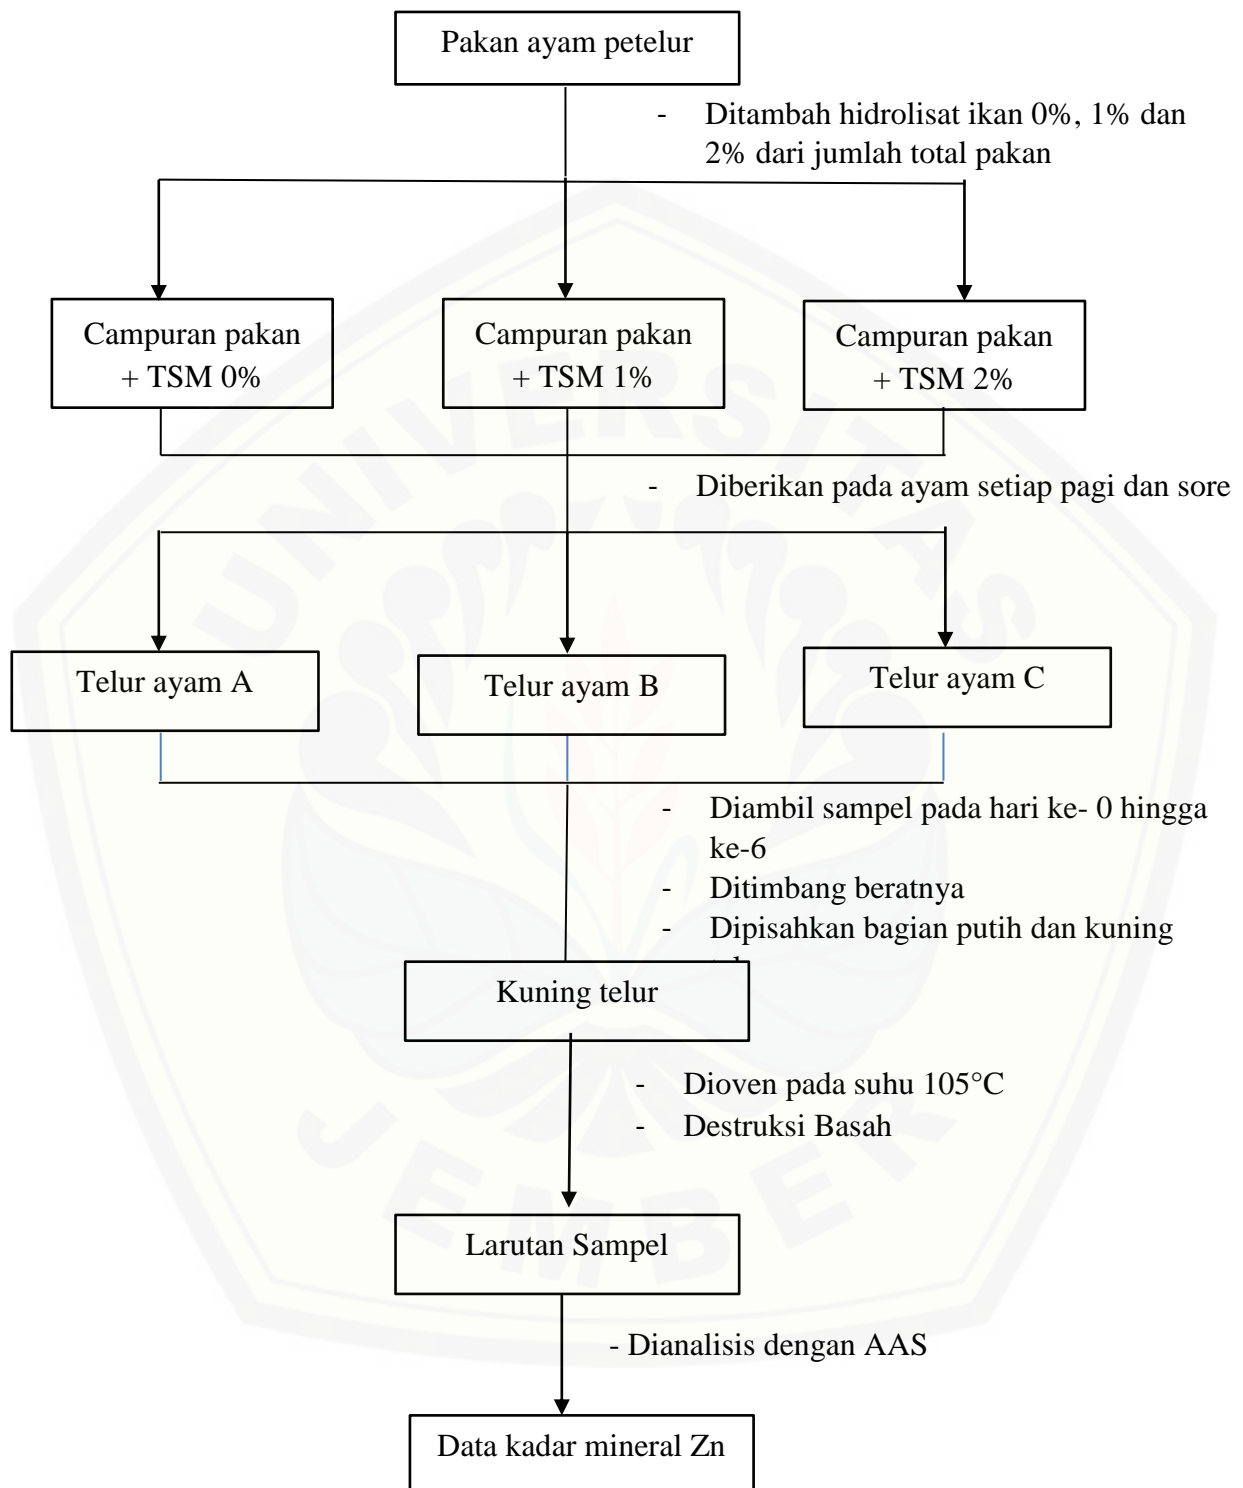 Pakan ayam petelur
- Ditambah hidrolisat ikan 0%, 1% dan
2% dari jumlah total pakan
Campuran pakan
+ TSM 0%
Campuran pakan
+ TSM 1%
Campuran pakan
+ TSM 2%
- Diberikan pada ayam setiap pagi dan sore
Telur ayam A
Telur ayam B
Telur ayam C
- Diambil sampel pada hari ke- 0 hingga
ke-6
- Ditimbang beratnya
- Dipisahkan bagian putih dan kuning
Kuning telur
- Dioven pada suhu 105°C
- Destruksi Basah
Larutan Sampel
- Dianalisis dengan AAS
Data kadar mineral Zn
UNIVERSITAS
JEMBER